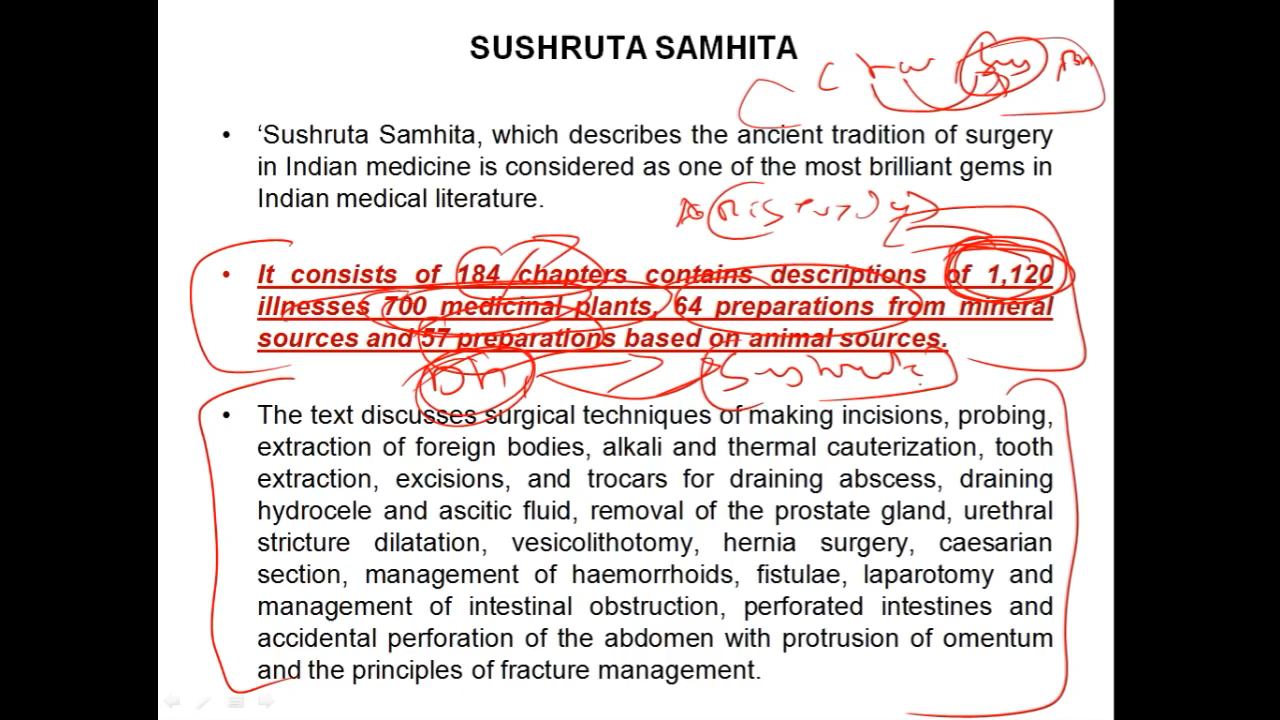 SUSHRUTA SAMHITA
• ‘Sushruta Samhita, which describes the ancient tradition of surgery
in Indian medicine is considered as one of the most brilliant gems in
Indian medical literature.
• It consists of 184 chapters contains descriptions of 1,120
illnesses 700 medicinal plants, 64 preparations from mineral
sources and 57 preparations based on animal sources.
Dh, Sushruta
• The text discusses surgical techniques of making incisions, probing,
extraction of foreign bodies, alkali and thermal cauterization, tooth
extraction, excisions, and trocars for draining abscess, draining
hydrocele and ascitic fluid, removal of the prostate gland, urethral
stricture dilatation, vesicolithotomy, hernia surgery, caesarian
section, management of haemorrhoids, fistulae, laparotomy and
management of intestinal obstruction, perforated intestines and
accidental perforation of the abdomen with protrusion of omentum
and the principles of fracture management.